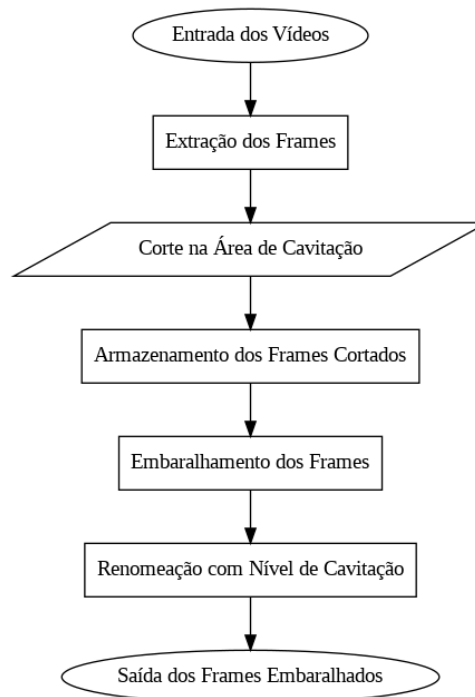 Entrada dos Vídeos
Extração dos Frames
Corte na Área de Cavitação
Armazenamento dos Frames Cortados
Embaralhamento dos Frames
Renomeação com Nível de Cavitação
Saída dos Frames Embaralhados